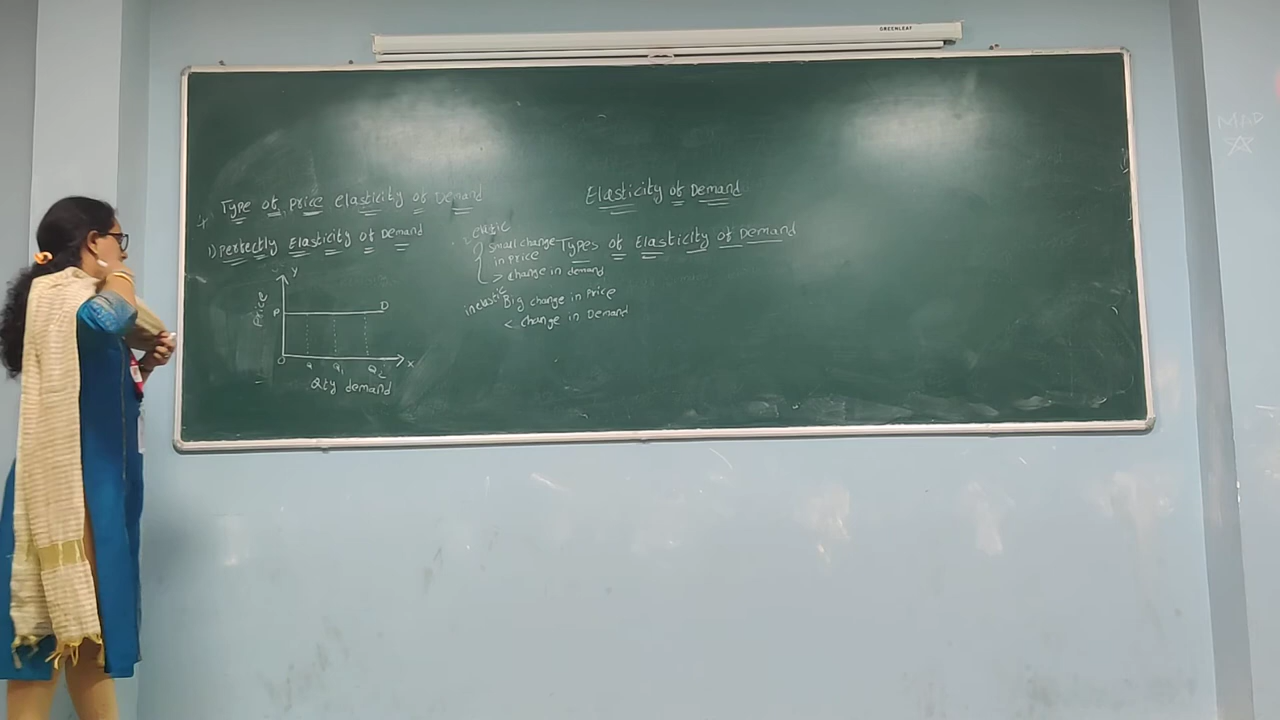 GREENLEAF
MAD
Elasticity of Demand
Type of price elasticity of Demand
Types of Elasticity of Demand
1) Perfectly Elasticity of Demand
elastic
small change
in price
> change in demand
inelastic Big change in Price
< change in Demand
Y
Price
P
D
O
Q Q1 Q2
X
Qty demand